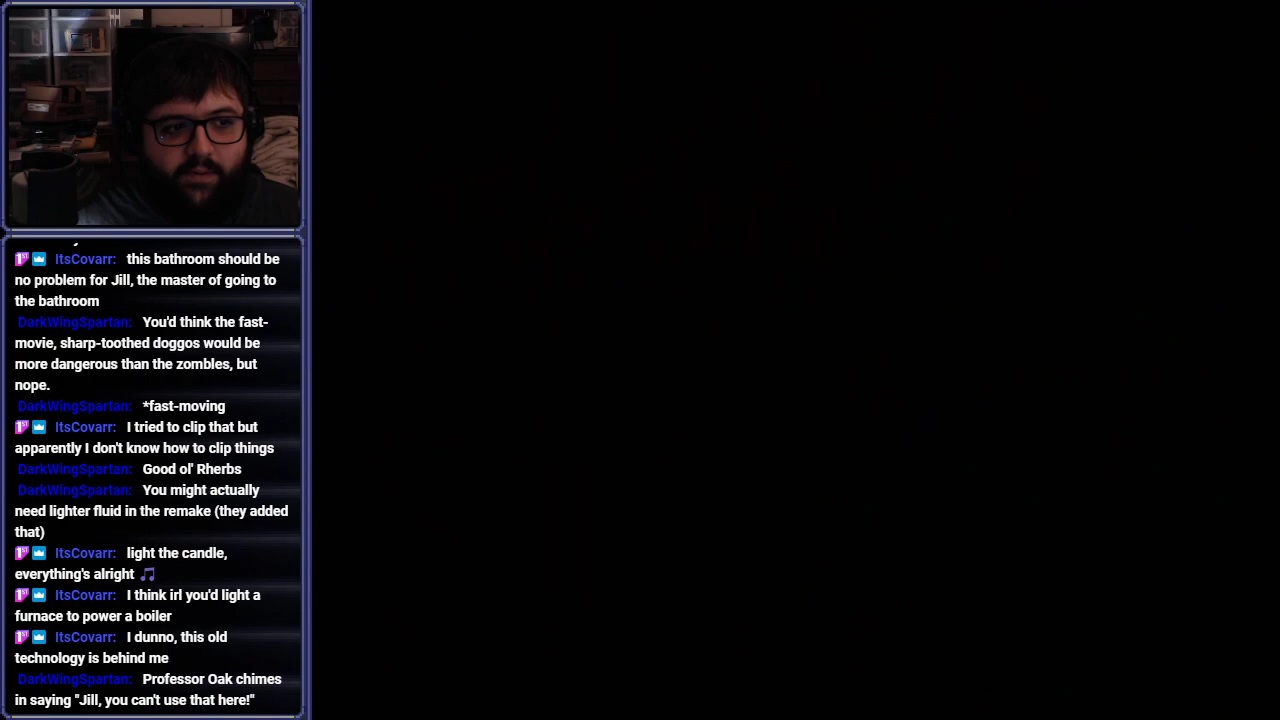 ItsCovarr: this bathroom should be
no problem for Jill, the master of going to
the bathroom
DarkWingSpartan: You'd think the fast-
movie, sharp-toothed doggos would be
more dangerous than the zombles, but
nope.
DarkWingSpartan: *fast-moving
ItsCovarr: I tried to clip that but
apparently I don't know how to clip things
DarkWingSpartan: Good ol' Rherbs
DarkWingSpartan: You might actually
need lighter fluid in the remake (they added
that)
ItsCovarr: light the candle,
everything's alright 🎵
ItsCovarr: I think irl you'd light a
furnace to power a boiler
ItsCovarr: I dunno, this old
technology is behind me
DarkWingSpartan: Professor Oak chimes
in saying "Jill, you can't use that here!"